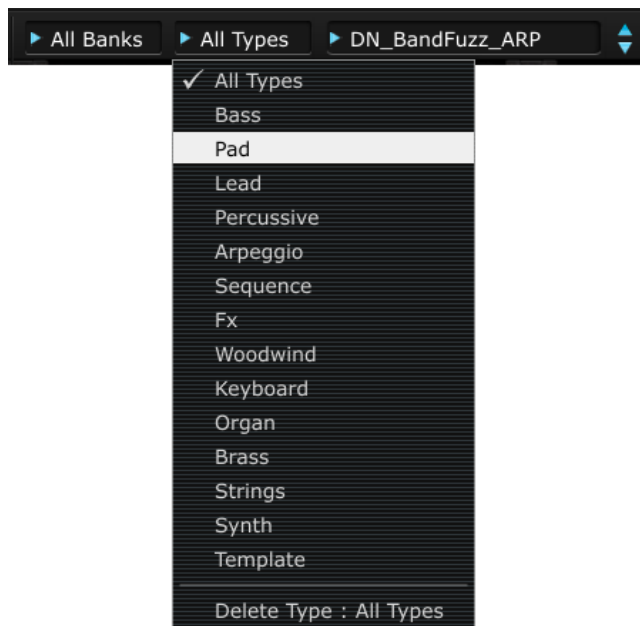 All Banks All Types DN_BandFuzz_ARP
All Types
Bass
Pad
Lead
Percussive
Arpeggio
Sequence
Fx
Woodwind
Keyboard
Organ
Brass
Strings
Synth
Template
Delete Type : All Types